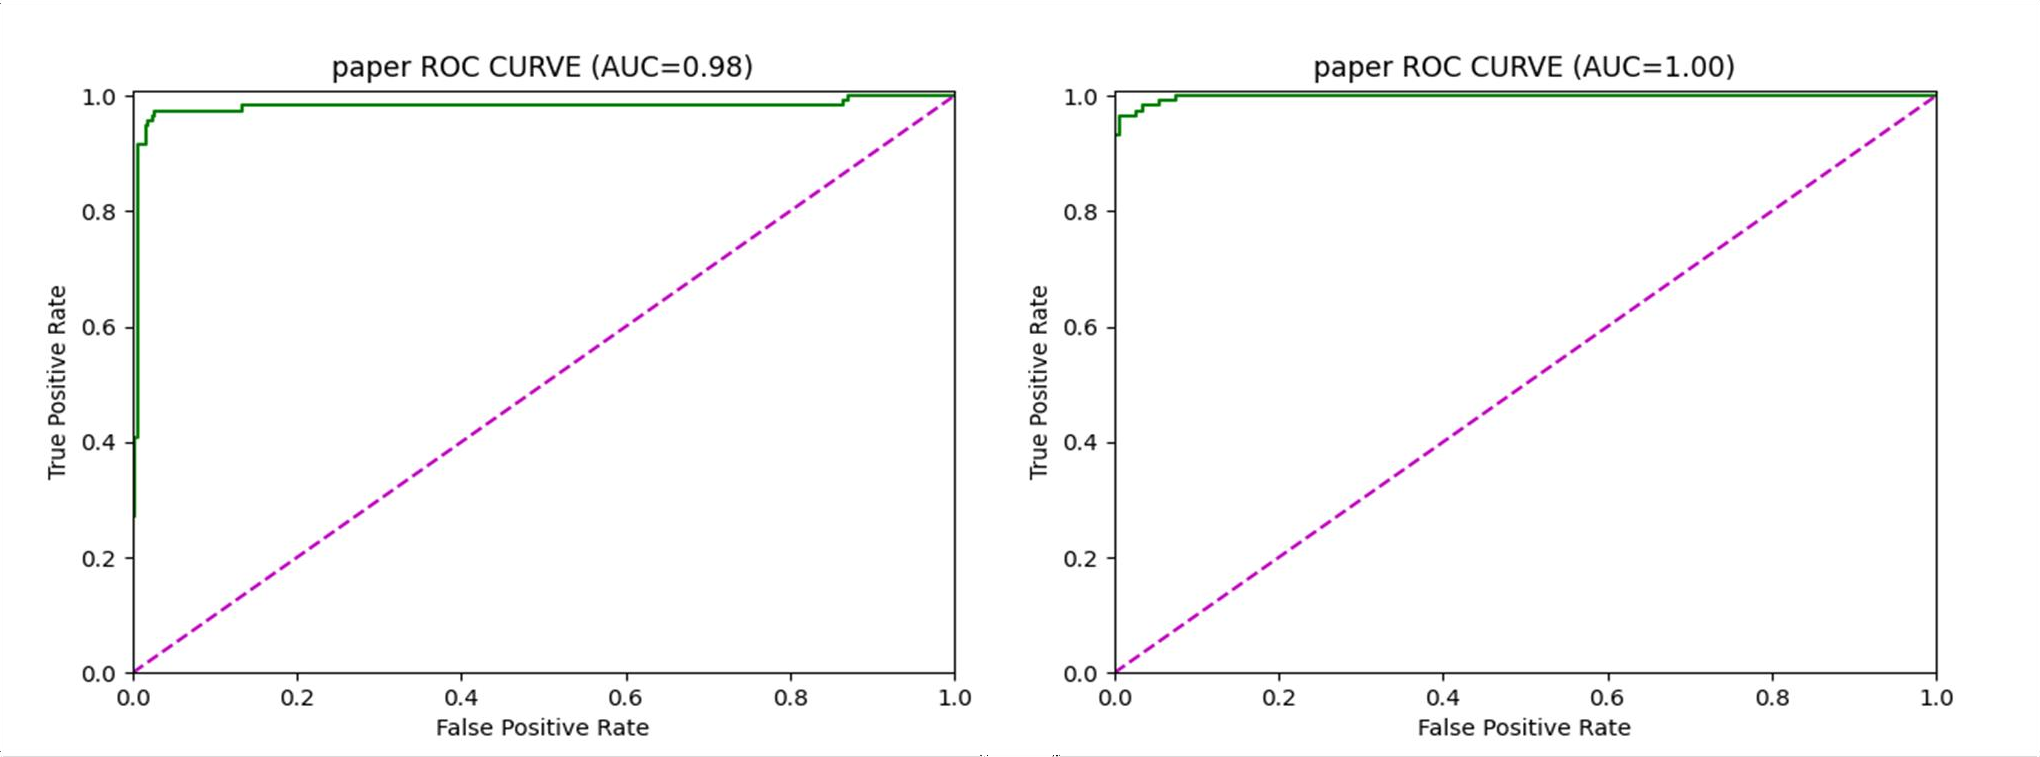 paper ROC CURVE (AUC=0.98)
1.0
0.8
0.6
0.4
0.2
0.0
True Positive Rate
0.0 0.2 0.4 0.6 0.8 1.0
False Positive Rate
paper ROC CURVE (AUC=1.00)
1.0
0.8
0.6
0.4
0.2
0.0
True Positive Rate
0.0 0.2 0.4 0.6 0.8 1.0
False Positive Rate